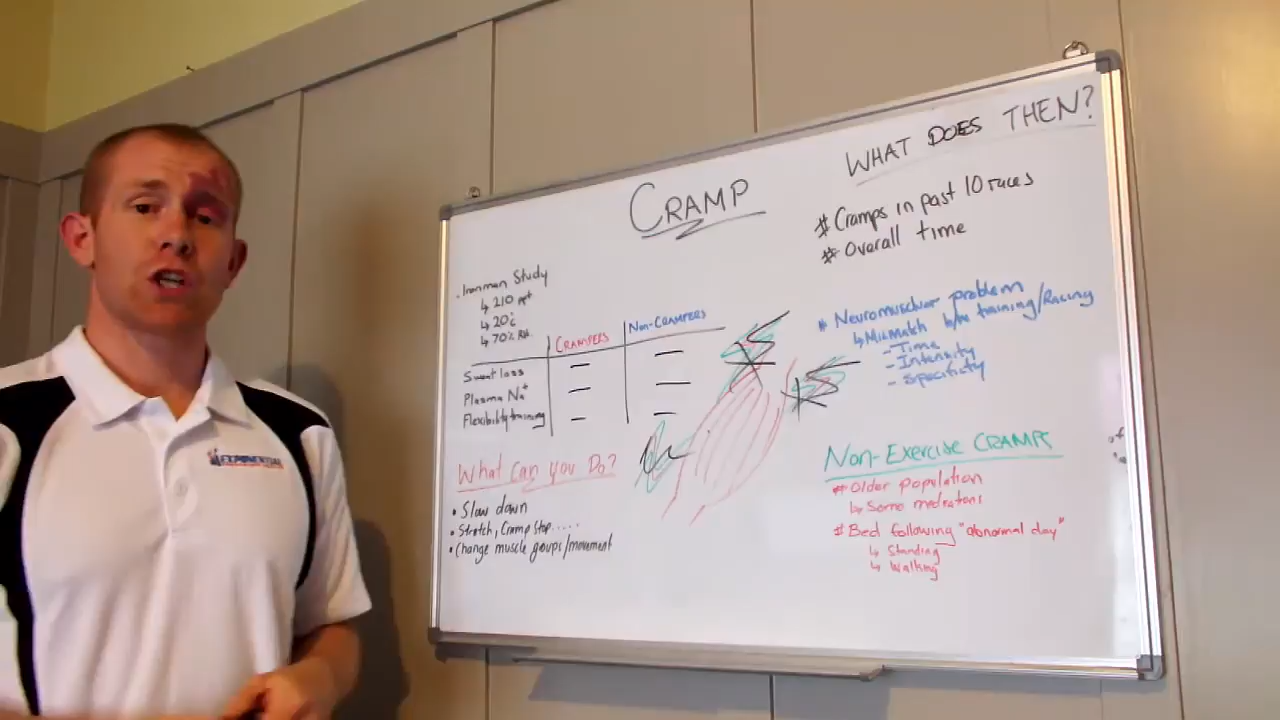 CRAMP
WHAT DOES THEN?
# Cramps in past 10 races
# Overall time
. Ironman Study
↳ 210
↳ 20°c
↳ 70% RH
CRAMPERS
NON-CRAMPERS
Sweat loss — —
Plasma Na+ — —
Flexibility training — —
* Neuromuscular problem
↳ Mismatch b/w training/Racing
- Time
- Intensity
- Specificity
What Can you Do?
• Slow down
• Stretch, Cramp Stop.....
• Change muscle groups/movement
Non-Exercise CRAMPS
# Older population
↳ Some
# Bed following "abnormal day"
↳ Standing
↳ Walking
EXPONENTIAL